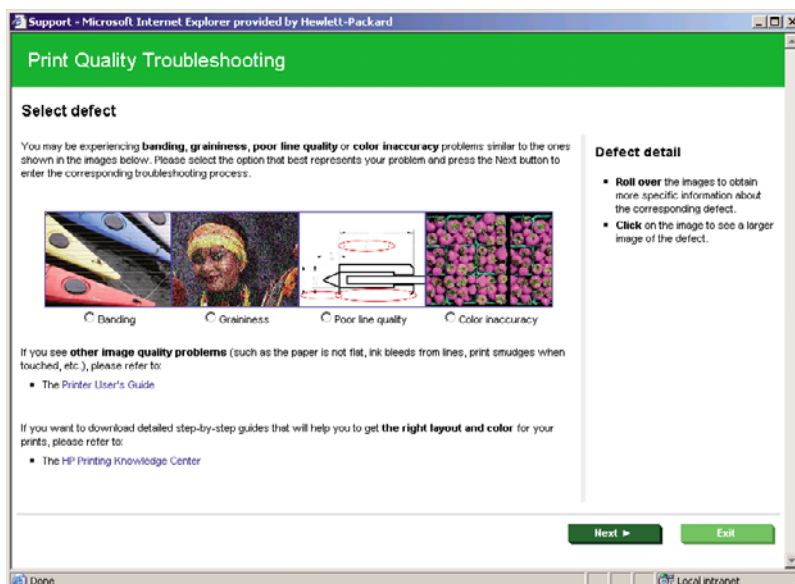 Support - Microsoft Internet Explorer provided by Hewlett-Packard
Print Quality Troubleshooting
Select defect
You may be experiencing banding, graininess, poor line quality or color inaccuracy problems similar to the ones
shown in the images below. Please select the option that best represents your problem and press the Next button to
enter the corresponding troubleshooting process.
Banding
Graininess
Poor line quality
Color inaccuracy
If you see other image quality problems (such as the paper is not flat, ink bleeds from lines, print smudges when
touched, etc.), please refer to:
The Printer User's Guide
If you want to download detailed step-by-step guides that will help you to get the right layout and color for your
prints, please refer to:
The HP Printing Knowledge Center
Defect detail
Roll over the images to obtain
more specific information about
the corresponding defect.
Click on the image to see a larger
image of the defect.
Next
Exit
Done
Local intranet